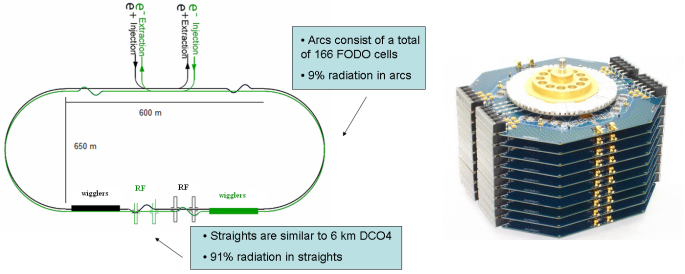 e+ Injection
e- Extraction
e+Extraction
e- Injection
• Arcs consist of a total
of 166 FODO cells
• 9% radiation in arcs
600 m
650 m
wigglers
RF
RF
wigglers
• Straights are similar to 6 km DCO4
• 91% radiation in straights